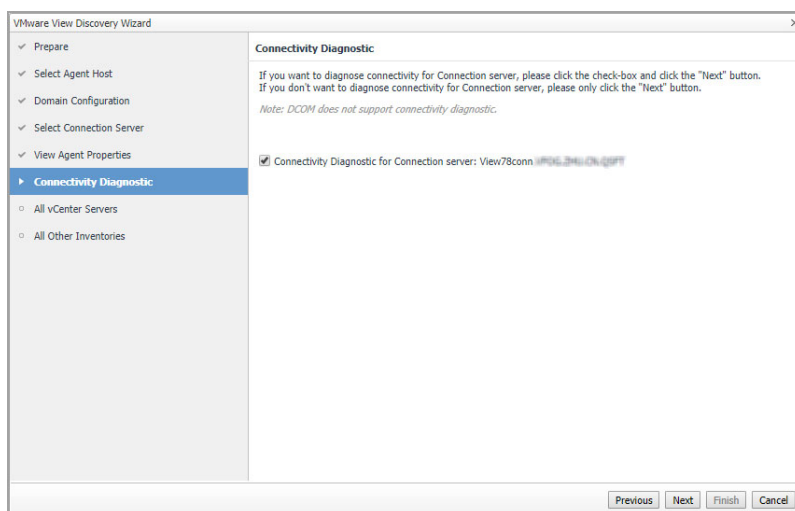 VMware View Discovery Wizard
Prepare
Select Agent Host
Domain Configuration
Select Connection Server
View Agent Properties
Connectivity Diagnostic
All vCenter Servers
All Other Inventories
Connectivity Diagnostic
If you want to diagnose connectivity for Connection server, please click the check-box and click the "Next" button.
If you don't want to diagnose connectivity for Connection server, please only click the "Next" button.
Note: DCOM does not support connectivity diagnostic.
Connectivity Diagnostic for Connection server: View78conn
Previous Next Finish Cancel